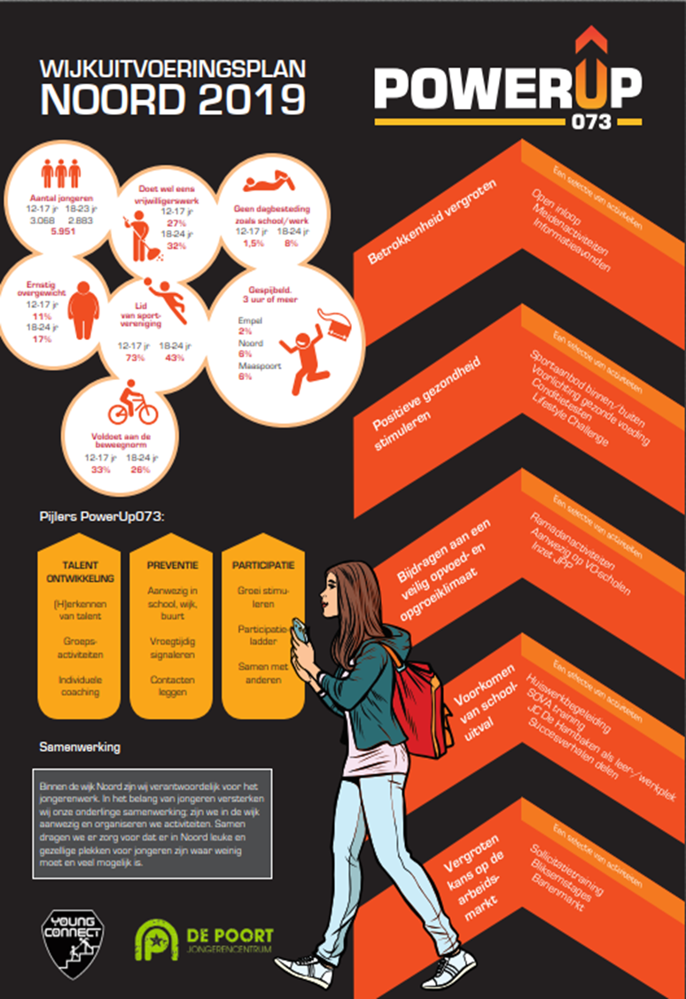 WIJKUITVOERINGSPLAN
NOORD 2019
POWERUP
073
Aantal jongeren
12-17 jr 18-23 jr
3.068 2.883
5.951
Doet wel eens
vrijwilligerswerk
12-17 jr
27%
18-24 jr
32%
Geen dagbesteding
zoals school/werk
12-17 jr 18-24 jr
1,5% 8%
Ernstig
overgewicht
12-17 jr
11%
18-24 jr
17%
Lid
van sport-
vereniging
12-17 jr 18-24 jr
73% 43%
Gespijbeld.
3 uur of meer
Empel
2%
Noord
6%
Maaspoort
6%
Voldoet aan de
beweegnorm
12-17 jr 18-24 jr
33% 26%
Pijlers PowerUp073:
TALENT
ONTWIKKELING
(H)erkennen
van talent
Groeps-
activiteiten
Individuele
coaching
PREVENTIE
Aanwezig in
school, wijk,
buurt
Vroegtijdig
signaleren
Contacten
leggen
PARTICIPATIE
Groei stimu-
leren
Participatie-
ladder
Samen met
anderen
Samenwerking
Binnen de wijk Noord zijn wij verantwoordelijk voor het
jongerenwerk. In het belang van jongeren versterken
wij onze onderlinge samenwerking; zijn we in de wijk
aanwezig en organiseren we activiteiten. Samen
dragen we er zorg voor dat er in Noord leuke en
gezellige plekken voor jongeren zijn waar weinig
moet en veel mogelijk is.
YOUNG
CONNECT
DE POORT
JONGERENCENTRUM
Betrokkenheid vergroten
Een selectie van activiteiten
Open inloop
Meidenactiviteiten
Informatieavonden
Positieve gezondheid
stimuleren
Een selectie van activiteiten
Sportaanbod binnen/buiten
Voorlichting gezonde voeding
Conditietesten
Lifestyle Challenge
Bijdragen aan een
veilig opvoed- en
opgroeiklimaat
Een selectie van activiteiten
Ramadanactiviteiten
Aanwezig op VO-scholen
Inzet JPP
Voorkomen
van school-
uitval
Een selectie van activiteiten
Huiswerkbegeleiding
SOVA training
JC De Hambaken als leer-/werkplek
Succesverhalen delen
Vergroten
kans op de
arbeids-
markt
Een selectie van activiteiten
Sollicitatietraining
Bliksemstages
Banenmarkt